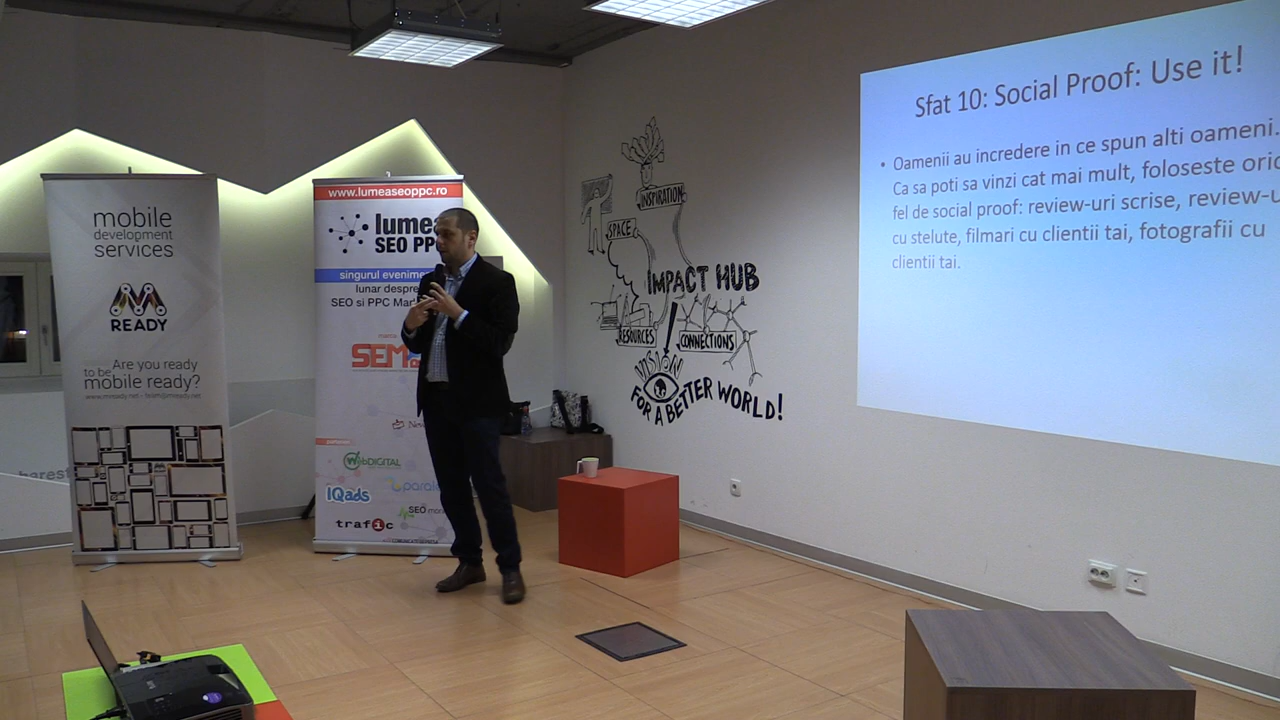 mobile
development
services
READY
Are you ready
to be
mobile ready?
barest
www.lumeaseoppc.ro
SEO PPC
singurul
lunar despre
SEO si PPC
SEM
WebDIGITAL
IQads
SEO
trafic
INSPIRATION
SPACE
IMPACT HUB
RESOURCES
CONNECTIONS
VISION
FOR A BETTER WORLD!
Sfat 10: Social Proof: Use it!
• Oamenii au incredere in ce spun alti oameni.
Ca sa poti sa vinzi cat mai mult, foloseste oric
fel de social proof: review-uri scrise, review-u
cu stelute, filmari cu clientii tai, fotografii cu
clientii tai.